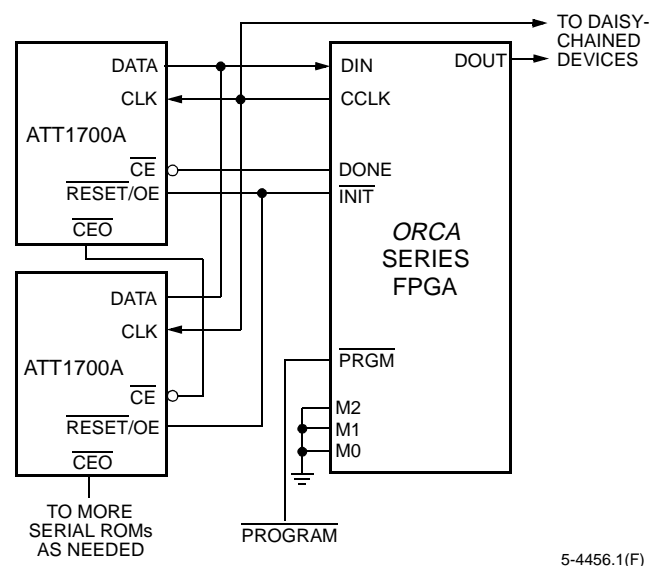 TO DAISY-
CHAINED
DEVICES
DATA
CLK
ATT1700A
CE
RESET/OE
CEO
DIN
DOUT
CCLK
DONE
INIT
ORCA
SERIES
FPGA
PRGM
M2
M1
M0
DATA
CLK
ATT1700A
CE
RESET/OE
CEO
TO MORE
SERIAL ROMs
AS NEEDED
PROGRAM
5-4456.1(F)